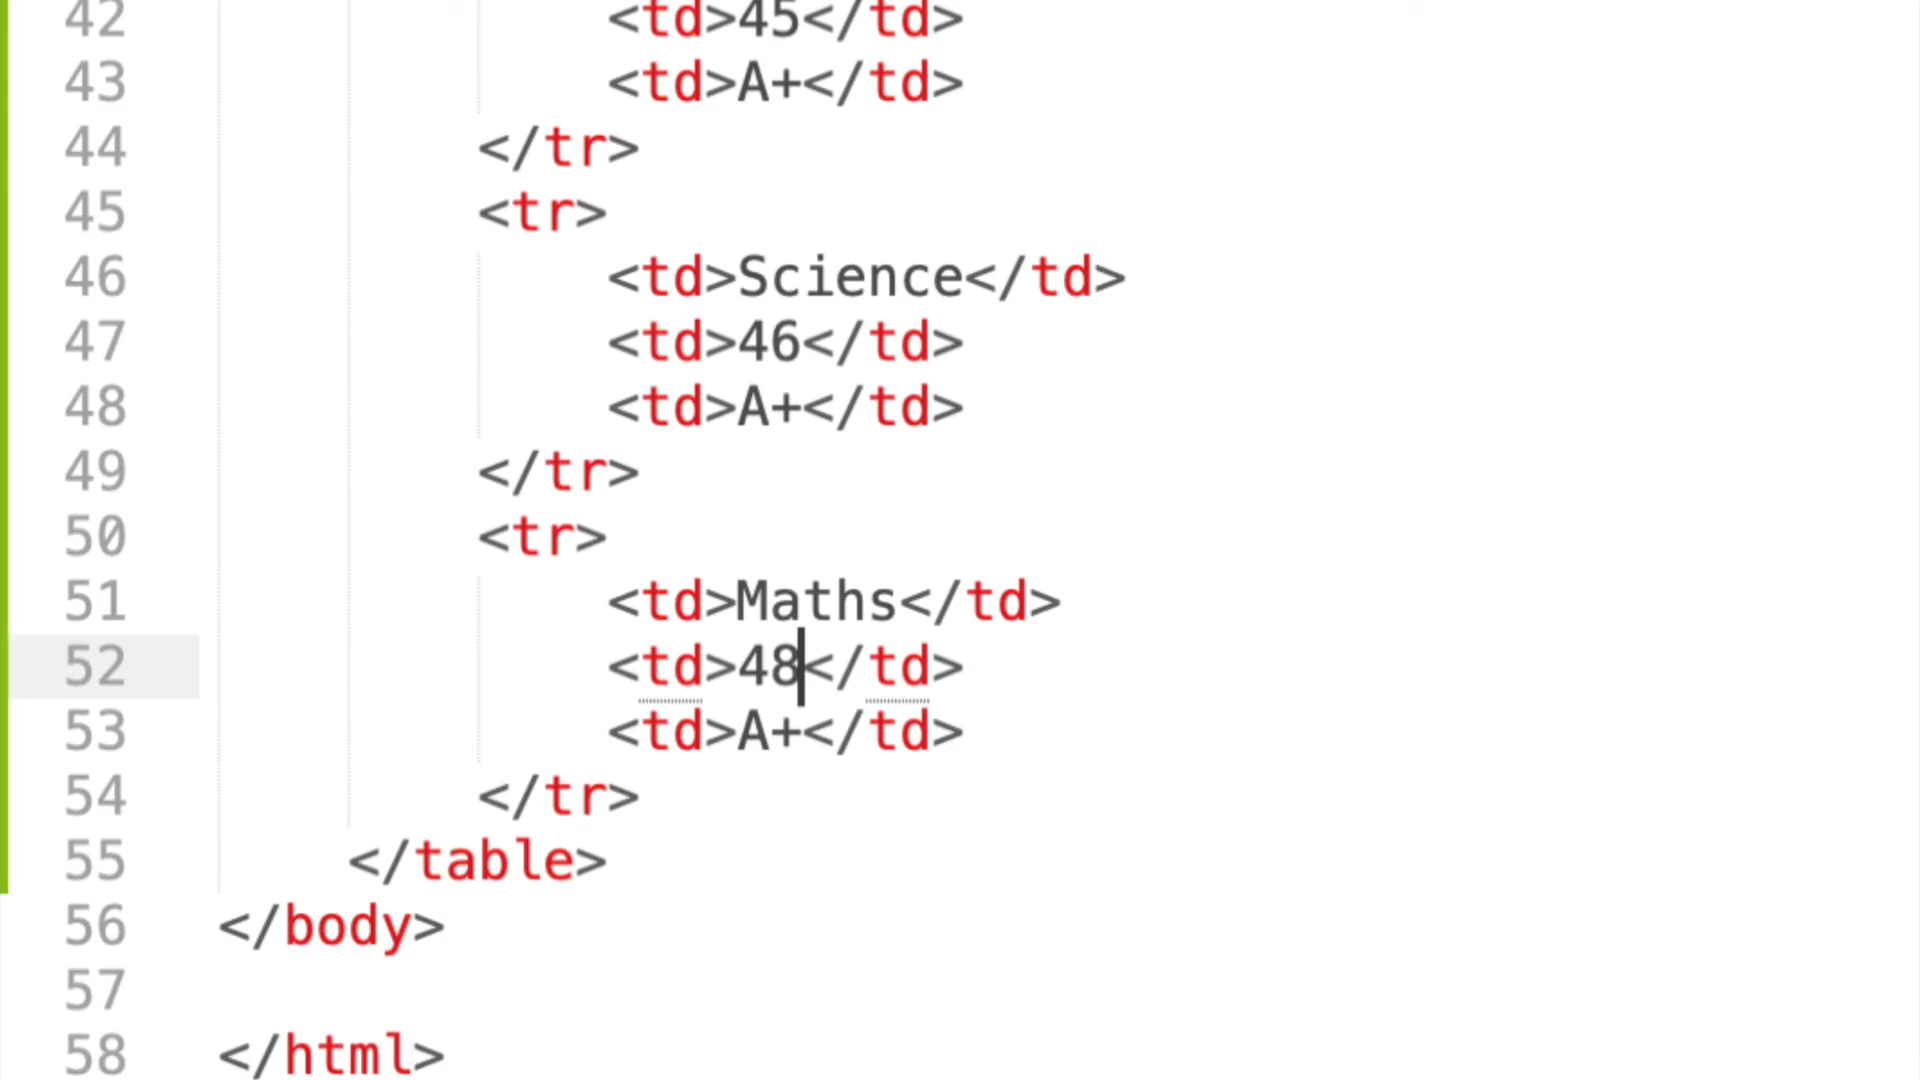 42 <td>45</td>
43 <td>A+</td>
44 </tr>
45 <tr>
46 <td>Science</td>
47 <td>46</td>
48 <td>A+</td>
49 </tr>
50 <tr>
51 <td>Maths</td>
52 <td>48</td>
53 <td>A+</td>
54 </tr>
55 </table>
56 </body>
57
58 </html>